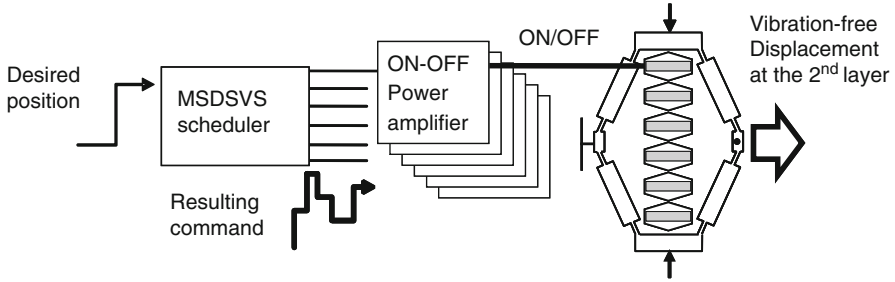 Desired
position
MSDSVS
scheduler
Resulting
command
ON-OFF
Power
amplifier
ON/OFF
Vibration-free
Displacement
at the 2nd layer